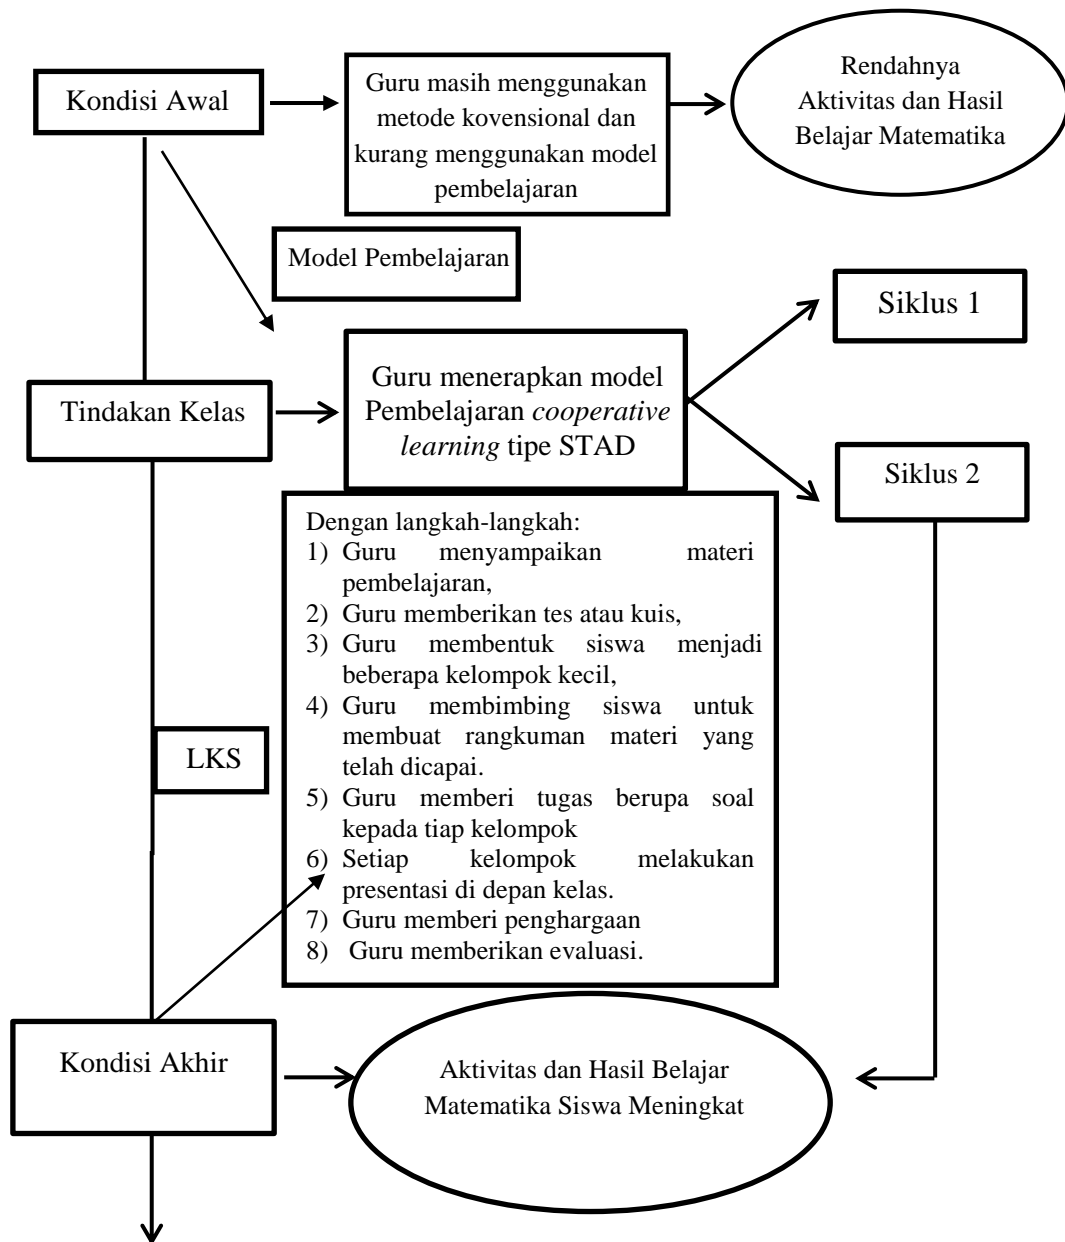 Kondisi Awal
Guru masih menggunakan
metode kovensional dan
kurang menggunakan model
pembelajaran
Rendahnya
Aktivitas dan Hasil
Belajar Matematika
Model Pembelajaran
Siklus 1
Tindakan Kelas
Guru menerapkan model
Pembelajaran cooperative
learning tipe STAD
Siklus 2
Dengan langkah-langkah:
1) Guru menyampaikan materi
pembelajaran,
2) Guru memberikan tes atau kuis,
3) Guru membentuk siswa menjadi
beberapa kelompok kecil,
4) Guru membimbing siswa untuk
membuat rangkuman materi yang
telah dicapai.
5) Guru memberi tugas berupa soal
kepada tiap kelompok
6) Setiap kelompok melakukan
presentasi di depan kelas.
7) Guru memberi penghargaan
8) Guru memberikan evaluasi.
LKS
Kondisi Akhir
Aktivitas dan Hasil Belajar
Matematika Siswa Meningkat